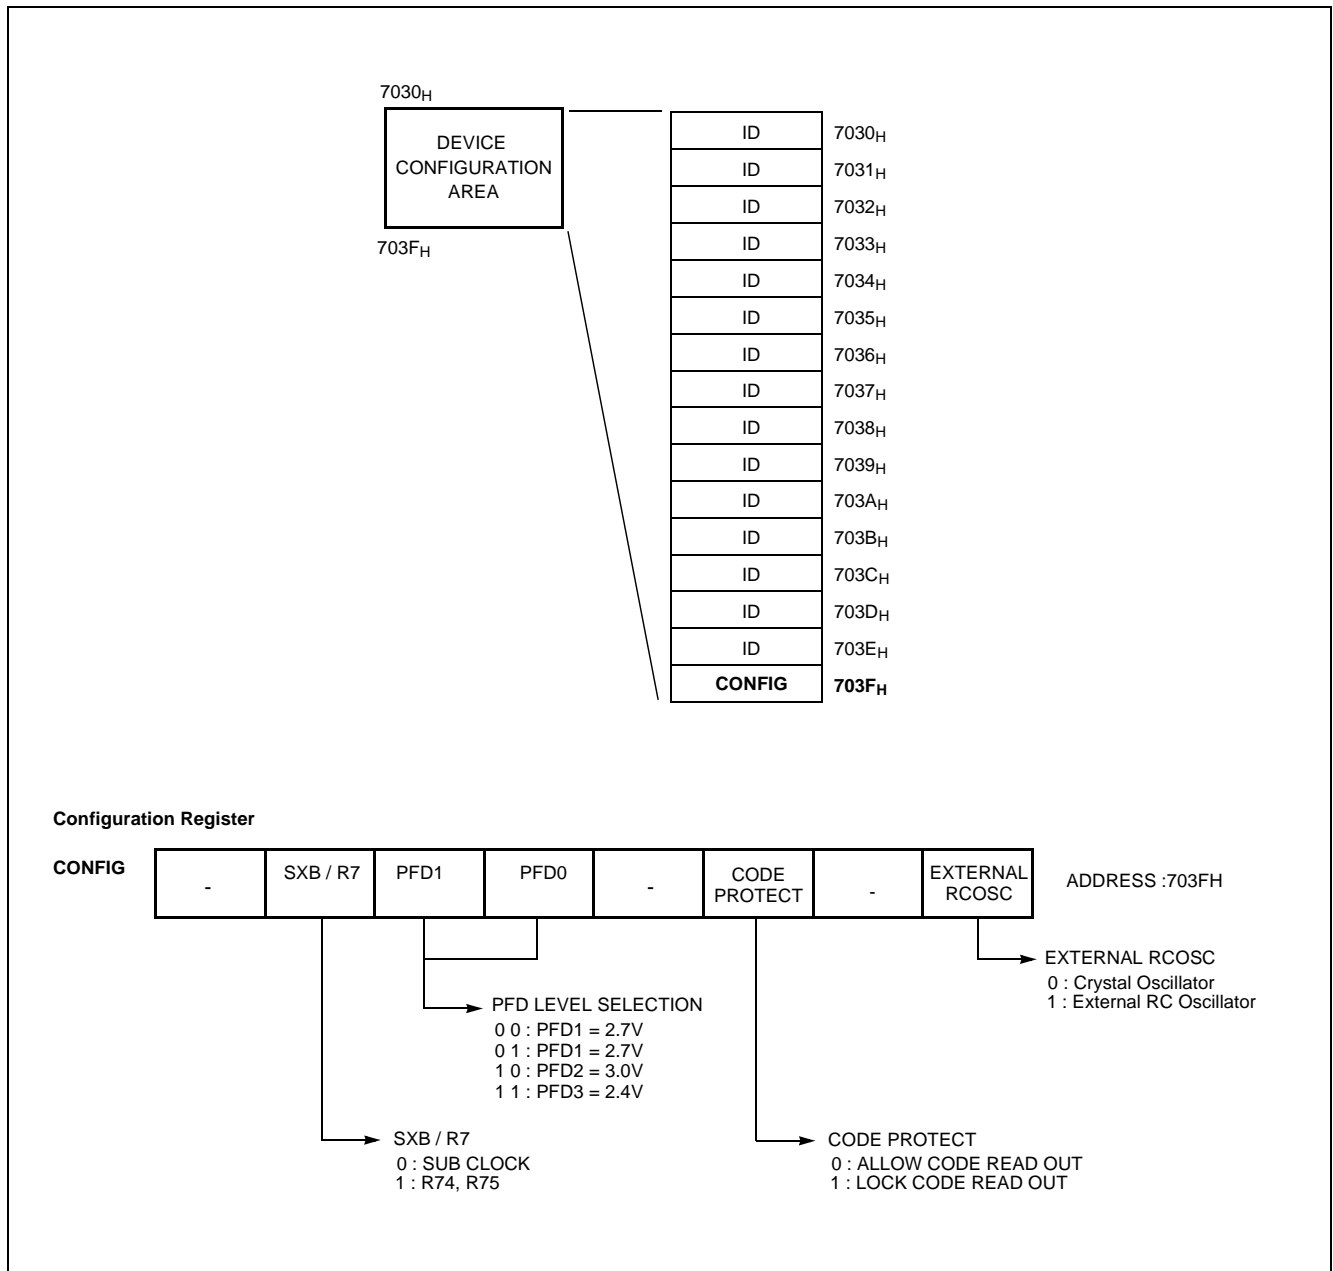 7030H
DEVICE
CONFIGURATION
AREA
703FH
ID 7030H
ID 7031H
ID 7032H
ID 7033H
ID 7034H
ID 7035H
ID 7036H
ID 7037H
ID 7038H
ID 7039H
ID 703AH
ID 703BH
ID 703CH
ID 703DH
ID 703EH
CONFIG 703FH
Configuration Register
CONFIG
-
SXB / R7
PFD1
PFD0
-
CODE
PROTECT
-
EXTERNAL
RCOSC
ADDRESS :703FH
EXTERNAL RCOSC
0 : Crystal Oscillator
1 : External RC Oscillator
PFD LEVEL SELECTION
0 0 : PFD1 = 2.7V
0 1 : PFD1 = 2.7V
1 0 : PFD2 = 3.0V
1 1 : PFD3 = 2.4V
SXB / R7
0 : SUB CLOCK
1 : R74, R75
CODE PROTECT
0 : ALLOW CODE READ OUT
1 : LOCK CODE READ OUT